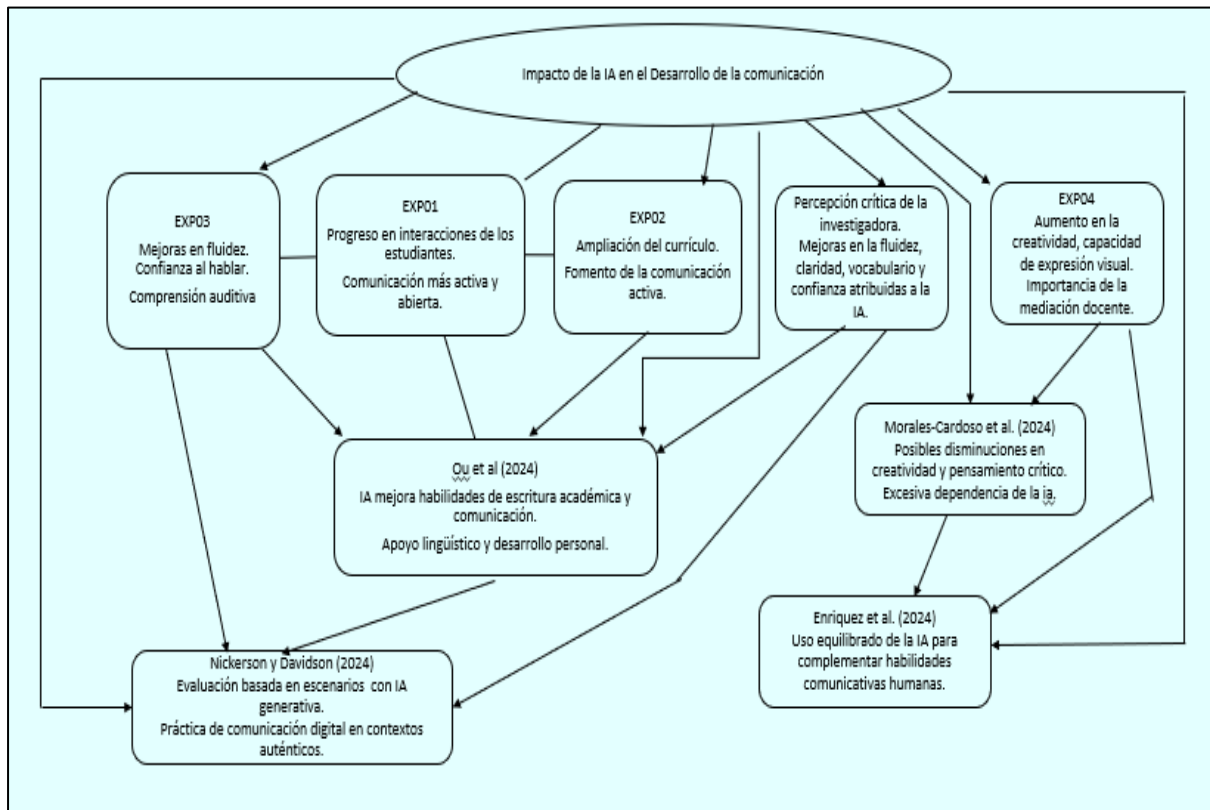 Impacto de la IA en el Desarrollo de la comunicación
EXP03
Mejoras en fluidez.
Confianza al hablar.
Comprensión auditiva
EXP01
Progreso en interacciones de los
estudiantes.
Comunicación más activa y
abierta.
EXP02
Ampliación del currículo.
Fomento de la comunicación
activa.
Percepción crítica de la
investigadora.
Mejoras en la fluidez,
claridad, vocabulario y
confianza atribuidas a la
IA.
EXP04
Aumento en la
creatividad, capacidad
de expresión visual.
Importancia de la
mediación docente.
Ou et al (2024)
IA mejora habilidades de escritura académica y
comunicación.
Apoyo lingüístico y desarrollo personal.
Morales-Cardoso et al. (2024)
Posibles disminuciones en
creatividad y pensamiento crítico.
Excesiva dependencia de la ia.
Nickerson y Davidson (2024)
Evaluación basada en escenarios con IA
generativa.
Práctica de comunicación digital en contextos
auténticos.
Enriquez et al. (2024)
Uso equilibrado de la IA para
complementar habilidades
comunicativas humanas.